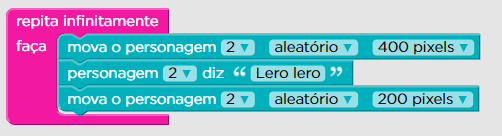 repita infinitamente
faça mova o personagem 2 ▼ aleatório ▼ 400 pixels ▼
personagem 2 ▼ diz “ Lero lero ”
mova o personagem 2 ▼ aleatório ▼ 200 pixels ▼